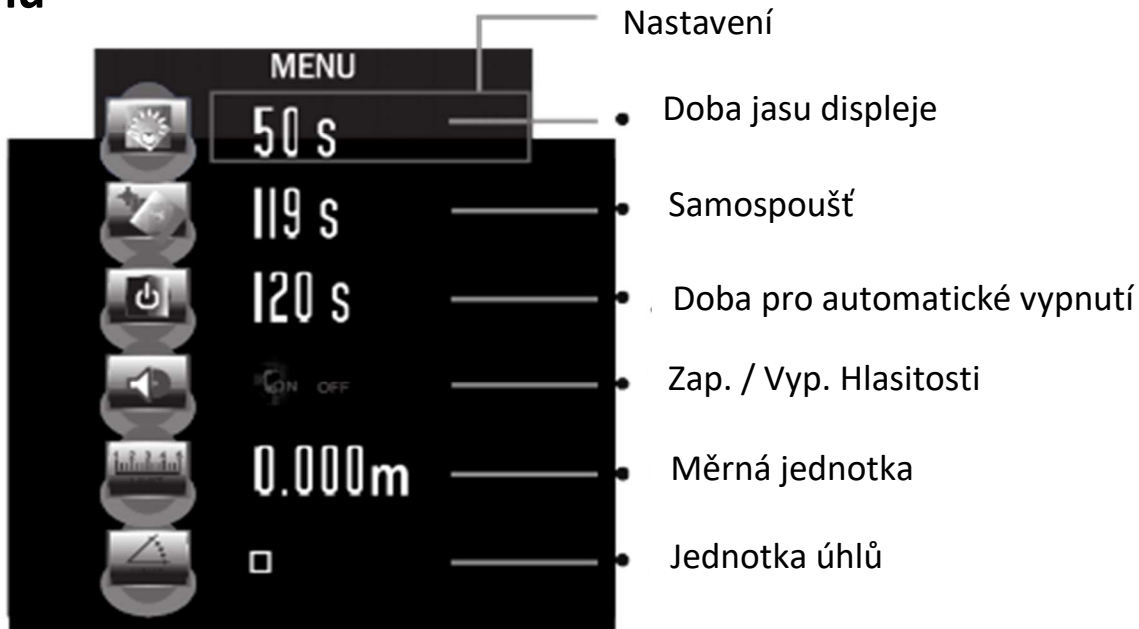 Nastavení
MENU
50 s
Doba jasu displeje
119 s
Samospoušť
120 s
Doba pro automatické vypnutí
ON OFF
Zap. / Vyp. Hlasitosti
0.000m
Měrná jednotka
Jednotka úhlů